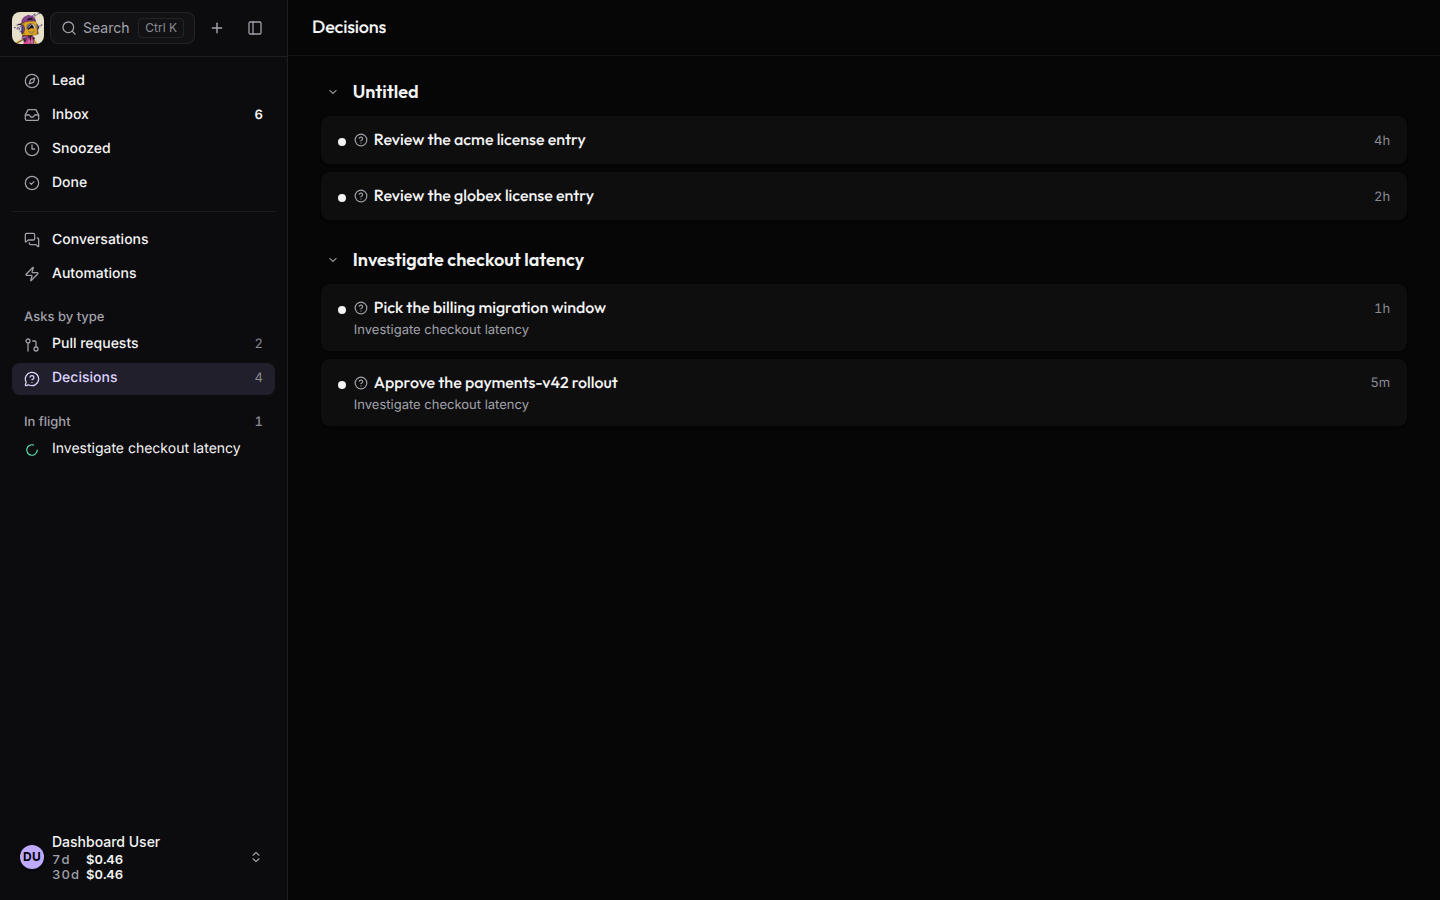 Search Ctrl K
Lead
Inbox 6
Snoozed
Done
Conversations
Automations
Asks by type
Pull requests 2
Decisions 4
In flight 1
Investigate checkout latency
DU
Dashboard User
7d $0.46
30d $0.46
Decisions
Untitled
Review the acme license entry 4h
Review the globex license entry 2h
Investigate checkout latency
Pick the billing migration window 1h
Investigate checkout latency
Approve the payments-v42 rollout 5m
Investigate checkout latency